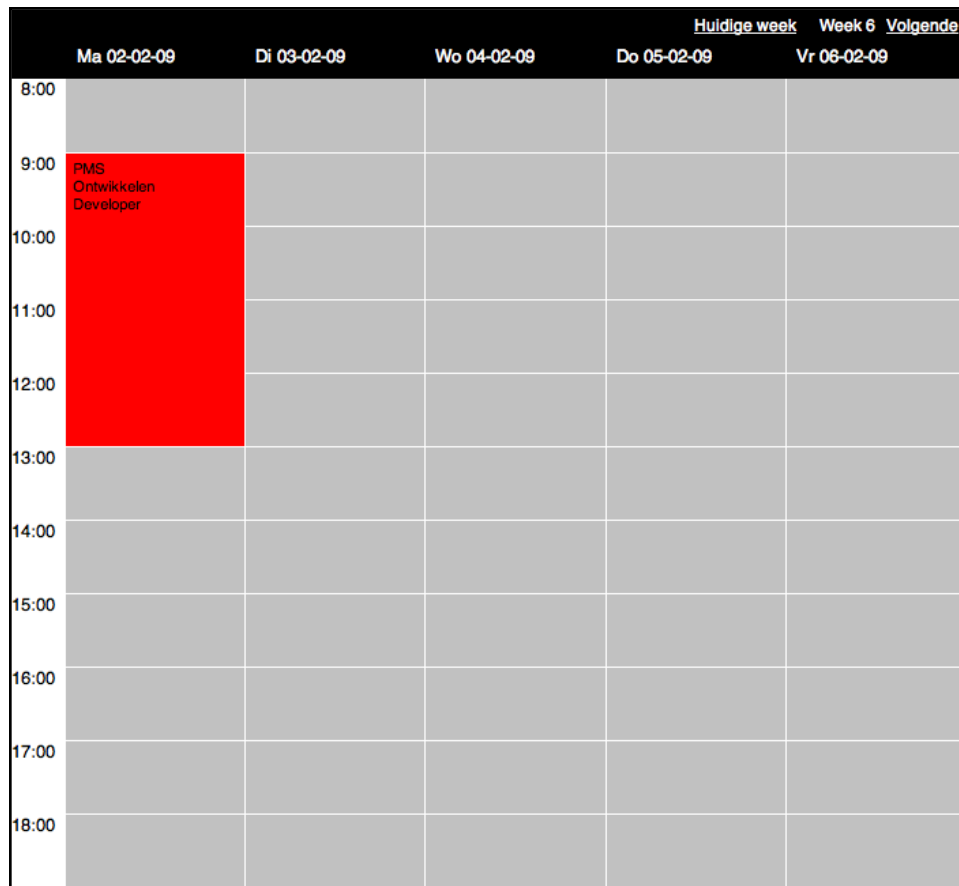 Huidige week Week 6 Volgende
Ma 02-02-09 Di 03-02-09 Wo 04-02-09 Do 05-02-09 Vr 06-02-09
8:00
9:00
PMS
Ontwikkelen
Developer
10:00
11:00
12:00
13:00
14:00
15:00
16:00
17:00
18:00